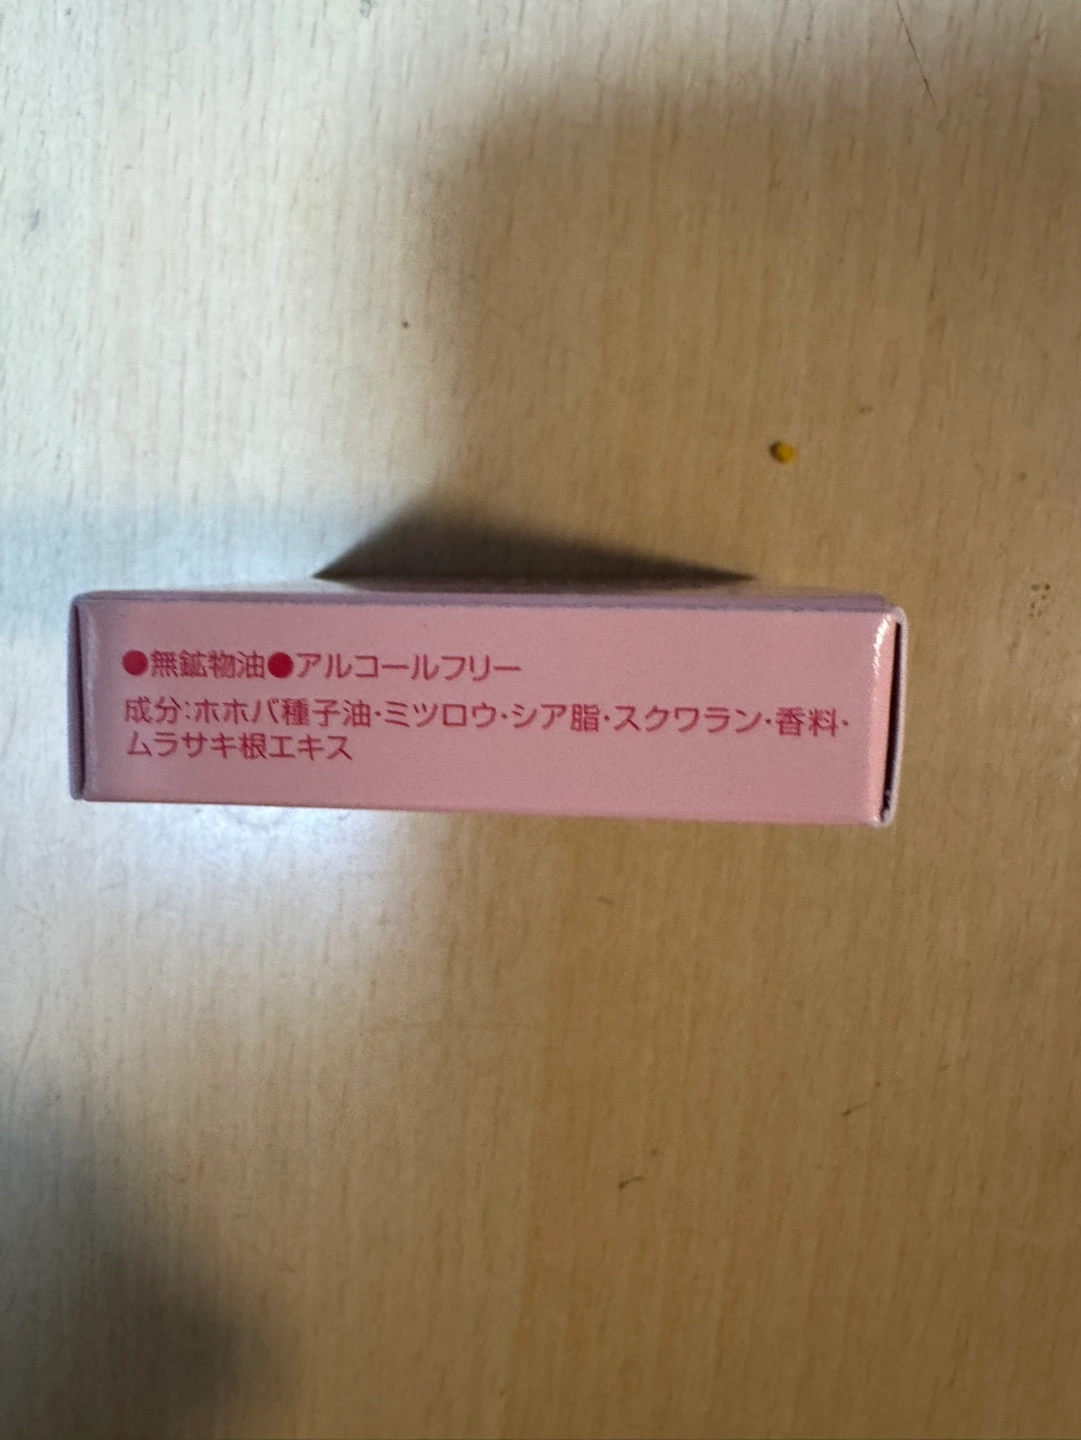 ●無鉱物油●アルコールフリー
成分:ホホバ種子油・ミツロウ・シア脂・スクワラン・香料・
ムラサキ根エキス